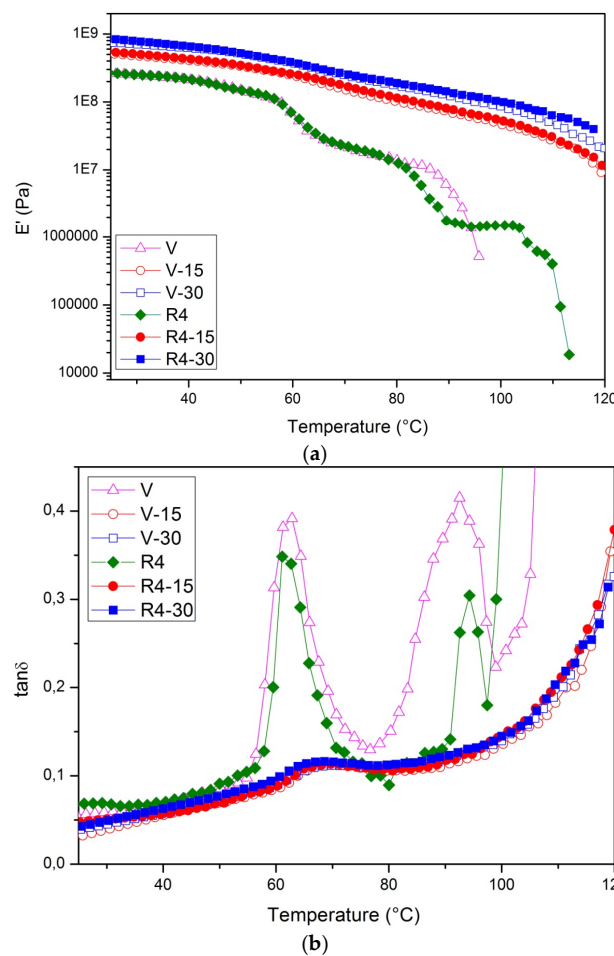 1E9
1E8
1E7
1000000
100000
10000
E' (Pa)
V
V-15
V-30
R4
R4-15
R4-30
40 60 80 100 120
Temperature (°C)
(a)
0,4
0,3
0,2
0,1
0,0
tanδ
V
V-15
V-30
R4
R4-15
R4-30
40 60 80 100 120
Temperature (°C)
(b)